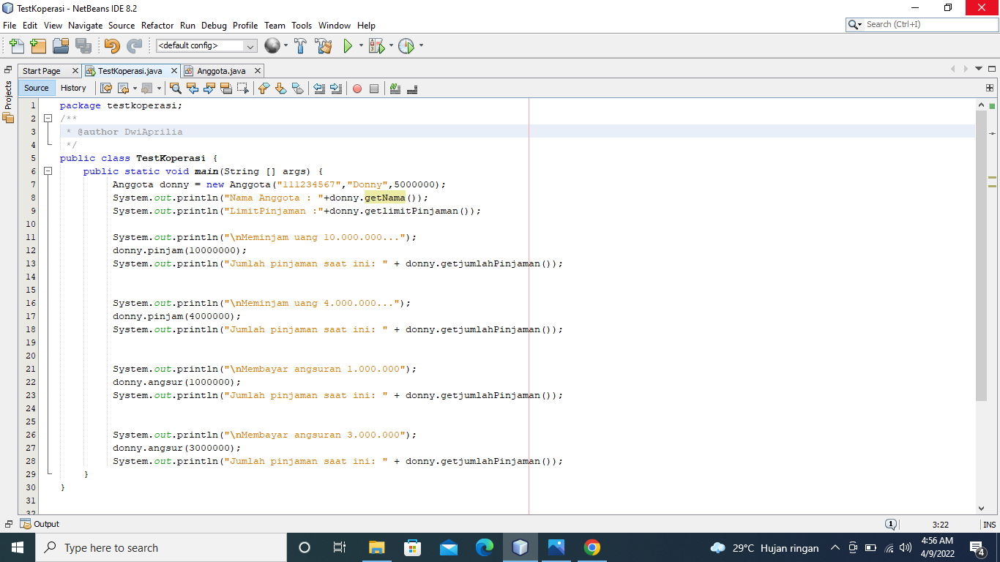 TestKoperasi - NetBeans IDE 8.2
File Edit View Navigate Source Refactor Run Debug Profile Team Tools Window Help
Search (Ctrl+I)
<default config>
Projects
Start Page TestKoperasi.java Anggota.java
Source History
1 package testkoperasi;
2 /**
3 * @author DwiAprilia
4 */
5 public class TestKoperasi {
6 public static void main(String [] args) {
7 Anggota donny = new Anggota("111234567","Donny",5000000);
8 System.out.println("Nama Anggota : "+donny.getNama());
9 System.out.println("LimitPinjaman :"+donny.getlimitPinjaman());
10
11 System.out.println("\nMeminjam uang 10.000.000...");
12 donny.pinjam(10000000);
13 System.out.println("Jumlah pinjaman saat ini: " + donny.getjumlahPinjaman());
14
15
16 System.out.println("\nMeminjam uang 4.000.000...");
17 donny.pinjam(4000000);
18 System.out.println("Jumlah pinjaman saat ini: " + donny.getjumlahPinjaman());
19
20
21 System.out.println("\nMembayar angsuran 1.000.000");
22 donny.angsur(1000000);
23 System.out.println("Jumlah pinjaman saat ini: " + donny.getjumlahPinjaman());
24
25
26 System.out.println("\nMembayar angsuran 3.000.000");
27 donny.angsur(3000000);
28 System.out.println("Jumlah pinjaman saat ini: " + donny.getjumlahPinjaman());
29 }
30 }
31
32
Output 1 3:22 INS
Type here to search
29°C Hujan ringan
4:56 AM
4/9/2022
4